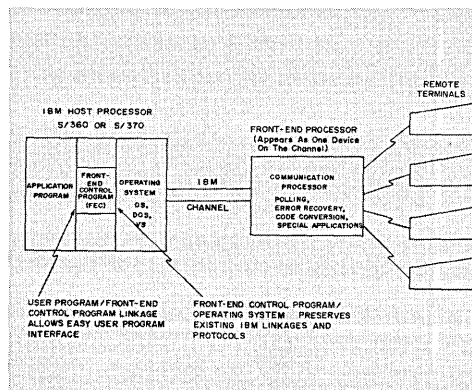 REMOTE
TERMINALS
IBM HOST PROCESSOR
S/360 OR S/370
FRONT-END PROCESSOR
(Appears As One Device
On The Channel)
APPLICATION
PROGRAM
FRONT-
END
CONTROL
PROGRAM
(FEC)
OPERATING
SYSTEM
OS,
DOS,
VS
IBM
CHANNEL
COMMUNICATION
PROCESSOR
POLLING,
ERROR RECOVERY,
CODE CONVERSION,
SPECIAL APPLICATIONS
USER PROGRAM/FRONT-END
CONTROL PROGRAM LINKAGE
ALLOWS EASY USER PROGRAM
INTERFACE
FRONT-END CONTROL PROGRAM/
OPERATING SYSTEM PRESERVES
EXISTING IBM LINKAGES AND
PROTOCOLS